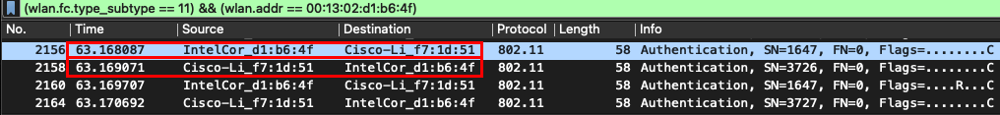 (wlan.fc.type_subtype == 11) && (wlan.addr == 00:13:02:d1:b6:4f)
No. Time Source Destination Protocol Length Info
2156 63.168087 IntelCor_d1:b6:4f Cisco-Li_f7:1d:51 802.11 58 Authentication, SN=1647, FN=0, Flags=........C
2158 63.169071 Cisco-Li_f7:1d:51 IntelCor_d1:b6:4f 802.11 58 Authentication, SN=3726, FN=0, Flags=........C
2160 63.169707 IntelCor_d1:b6:4f Cisco-Li_f7:1d:51 802.11 58 Authentication, SN=1647, FN=0, Flags=....R...C
2164 63.170692 Cisco-Li_f7:1d:51 IntelCor_d1:b6:4f 802.11 58 Authentication, SN=3727, FN=0, Flags=........C